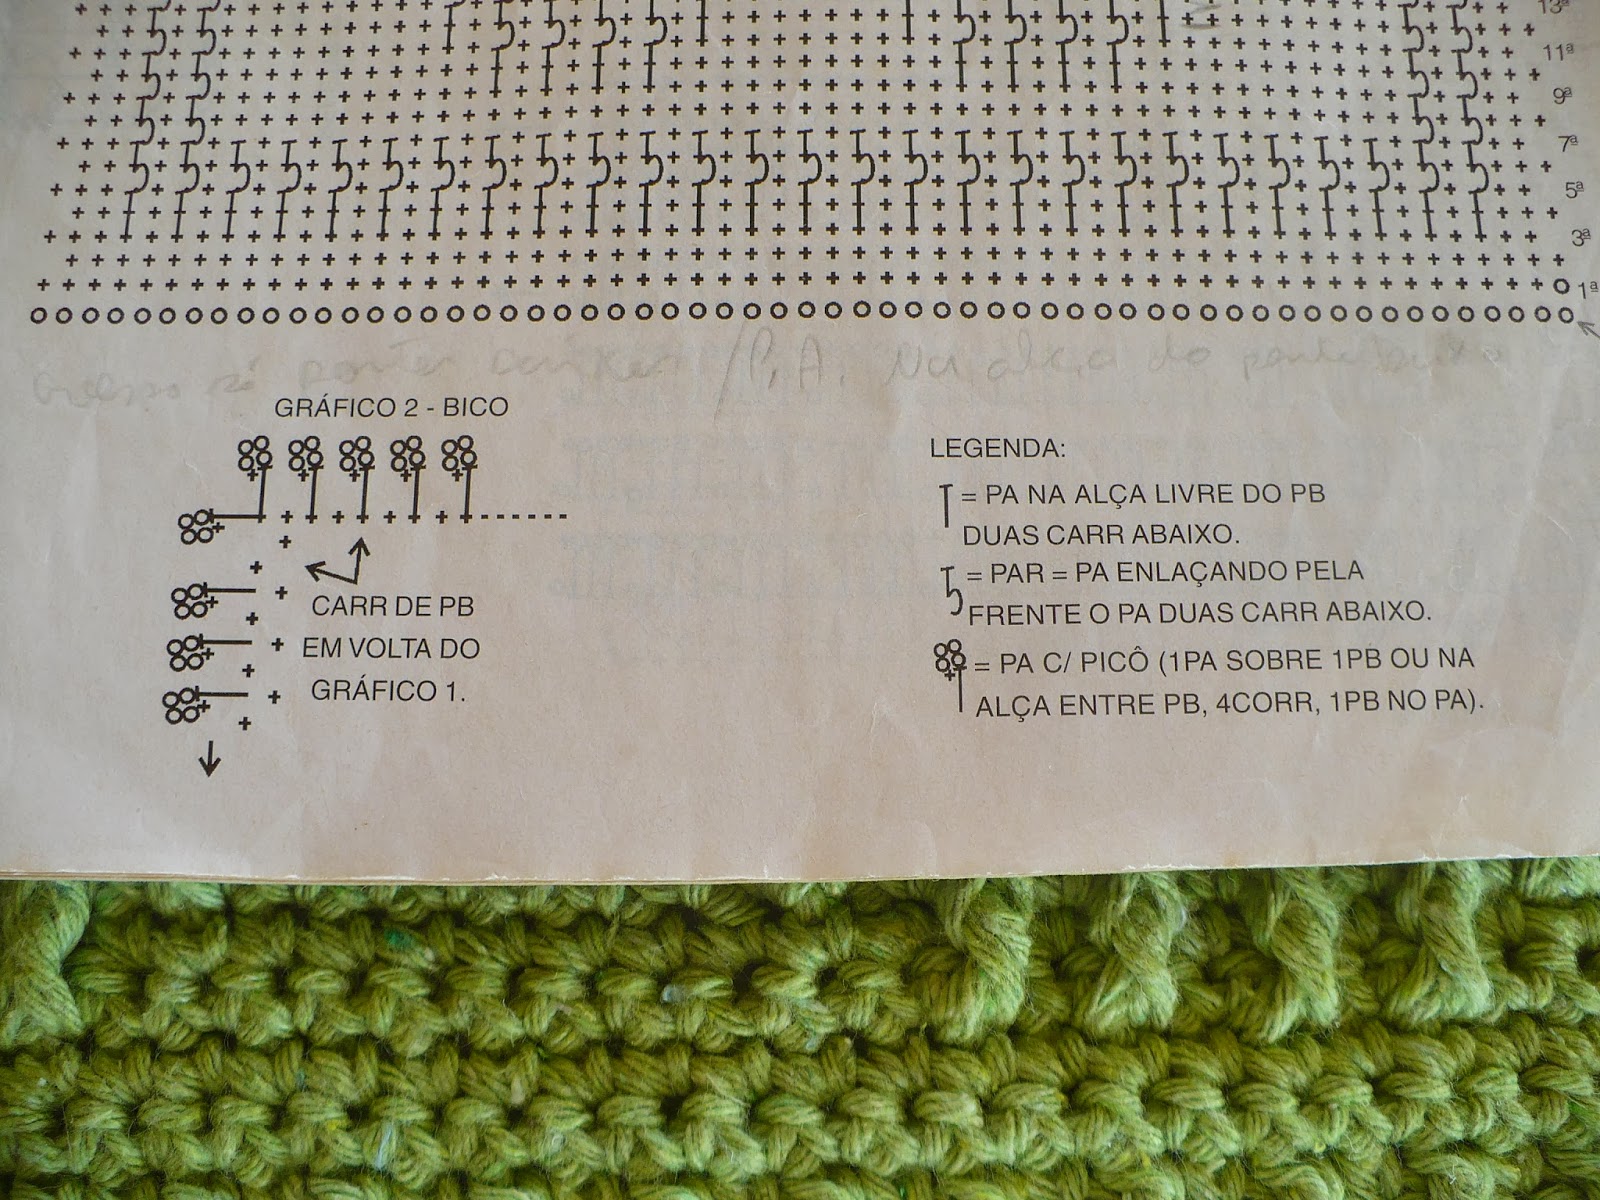 13ª
11ª
9ª
7ª
5ª
3ª
1ª
GRÁFICO 2 - BICO
CARR DE PB
EM VOLTA DO
GRÁFICO 1.
LEGENDA:
= PA NA ALÇA LIVRE DO PB
DUAS CARR ABAIXO.
= PAR = PA ENLAÇANDO PELA
FRENTE O PA DUAS CARR ABAIXO.
= PA C/ PICÔ (1PA SOBRE 1PB OU NA
ALÇA ENTRE PB, 4CORR, 1PB NO PA).